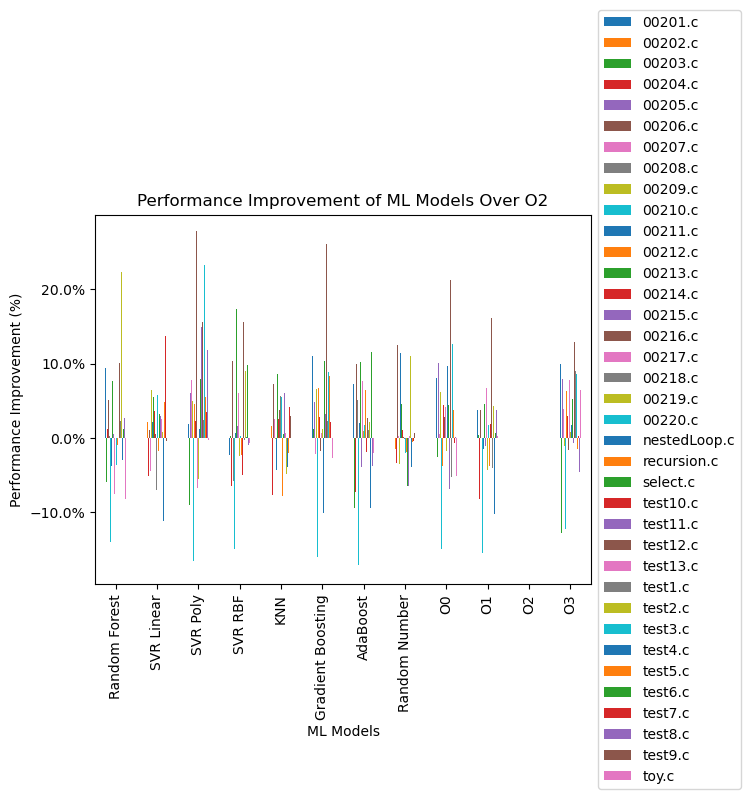 Performance Improvement of ML Models Over O2
Performance Improvement (%)
20.0%
10.0%
0.0%
−10.0%
Random Forest
SVR Linear
SVR Poly
SVR RBF
KNN
Gradient Boosting
AdaBoost
Random Number
O0
O1
O2
O3
ML Models
00201.c
00202.c
00203.c
00204.c
00205.c
00206.c
00207.c
00208.c
00209.c
00210.c
00211.c
00212.c
00213.c
00214.c
00215.c
00216.c
00217.c
00218.c
00219.c
00220.c
nestedLoop.c
recursion.c
select.c
test10.c
test11.c
test12.c
test13.c
test1.c
test2.c
test3.c
test4.c
test5.c
test6.c
test7.c
test8.c
test9.c
toy.c